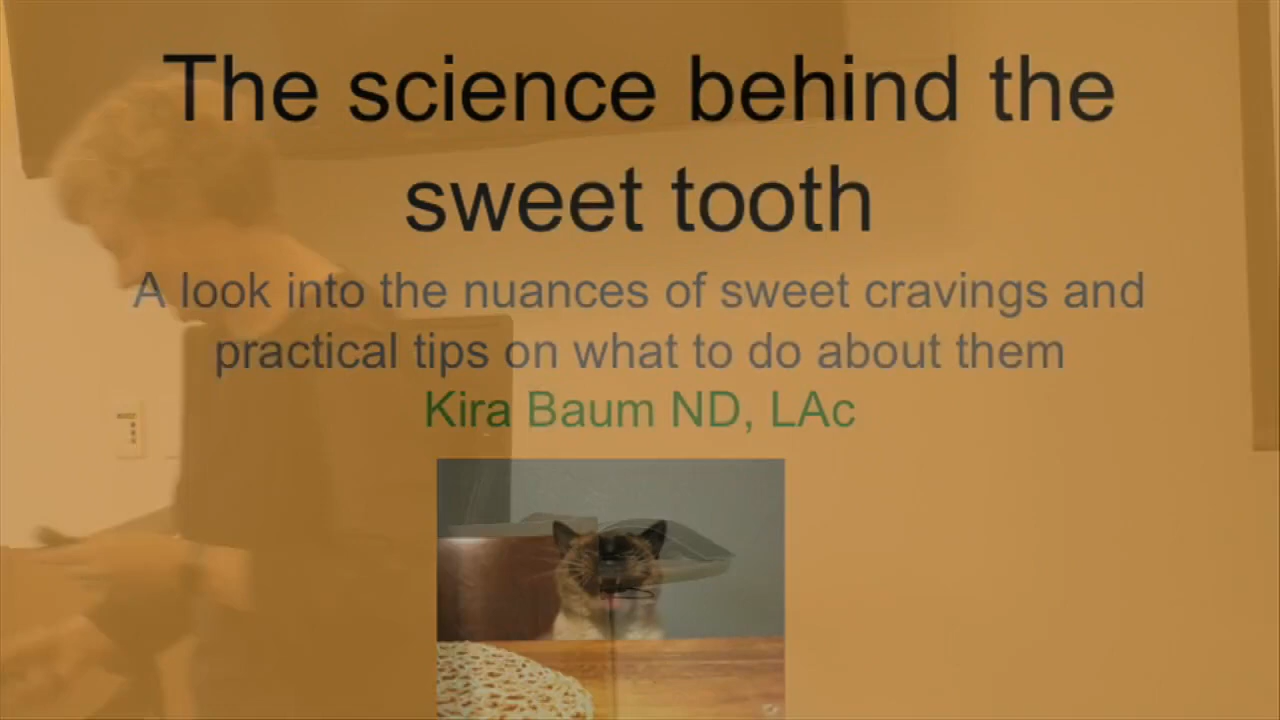 The science behind the
sweet tooth
A look into the nuances of sweet cravings and
practical tips on what to do about them
Kira Baum ND, LAc